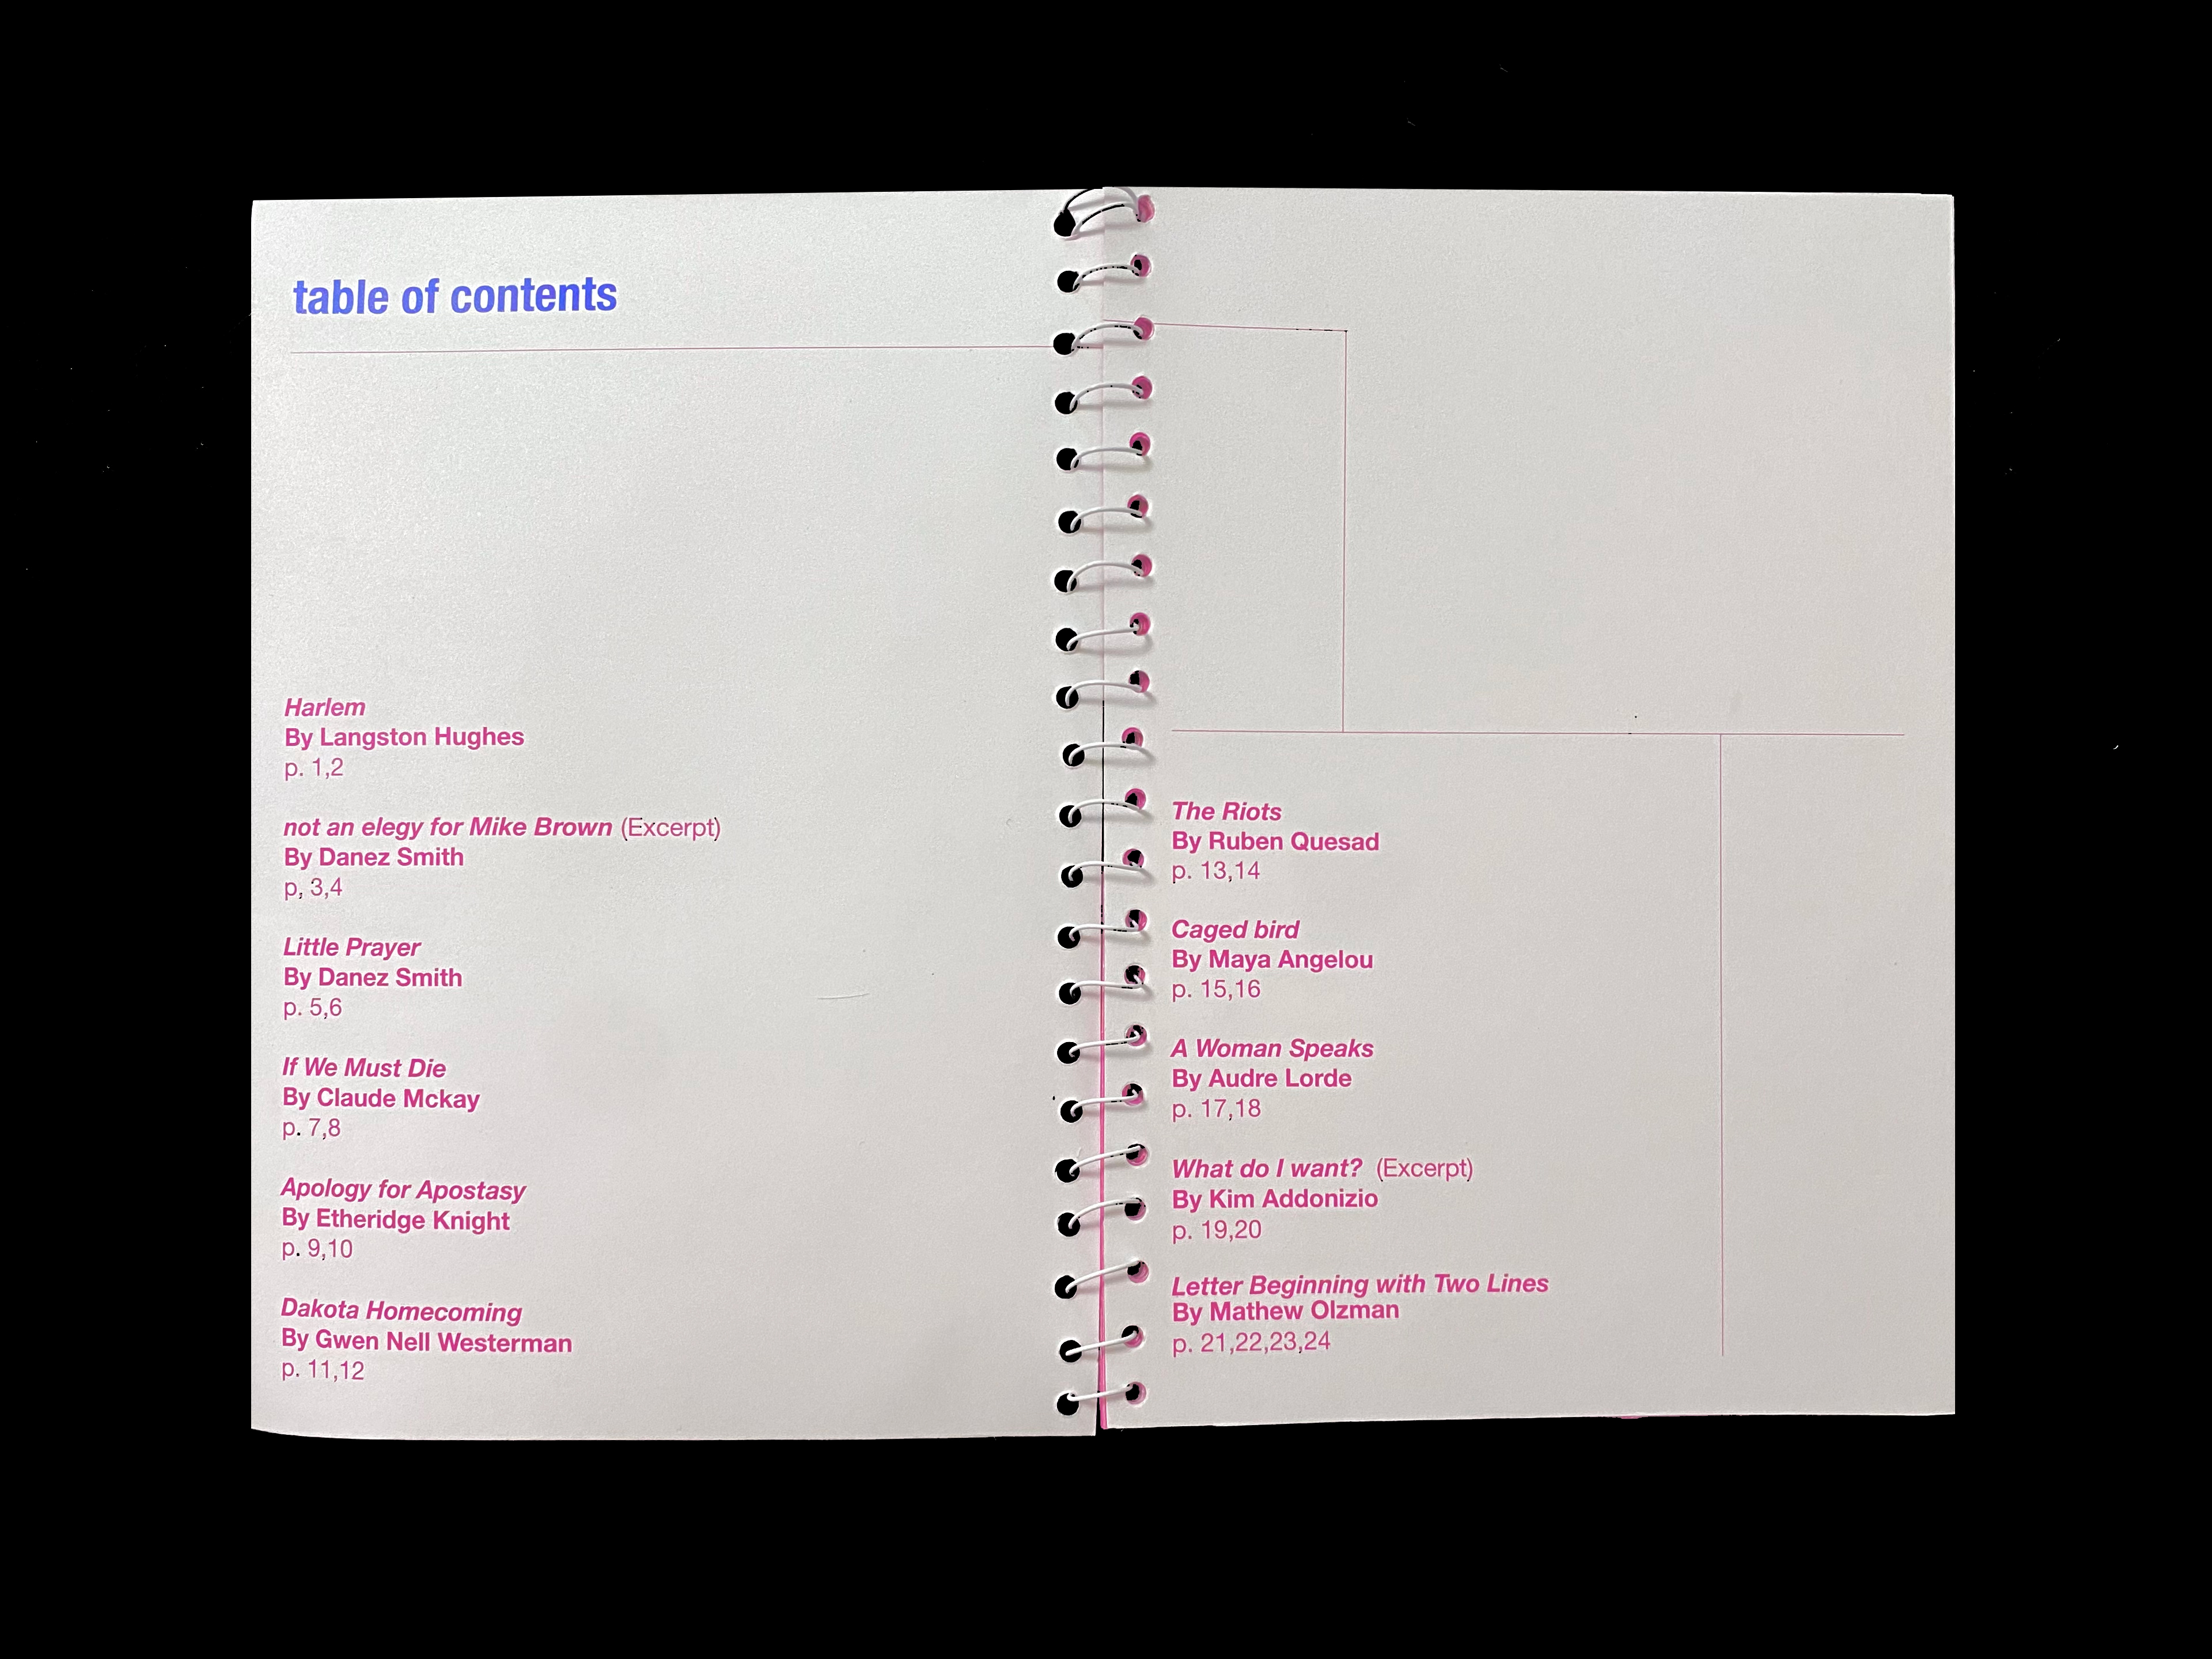 table of contents
Harlem
By Langston Hughes
p. 1,2
not an elegy for Mike Brown (Excerpt)
By Danez Smith
p, 3,4
Little Prayer
By Danez Smith
p. 5,6
If We Must Die
By Claude Mckay
p. 7,8
Apology for Apostasy
By Etheridge Knight
p. 9,10
Dakota Homecoming
By Gwen Nell Westerman
p. 11,12
The Riots
By Ruben Quesad
p. 13,14
Caged bird
By Maya Angelou
p. 15,16
A Woman Speaks
By Audre Lorde
p. 17,18
What do I want? (Excerpt)
By Kim Addonizio
p. 19,20
Letter Beginning with Two Lines
By Mathew Olzman
p. 21,22,23,24